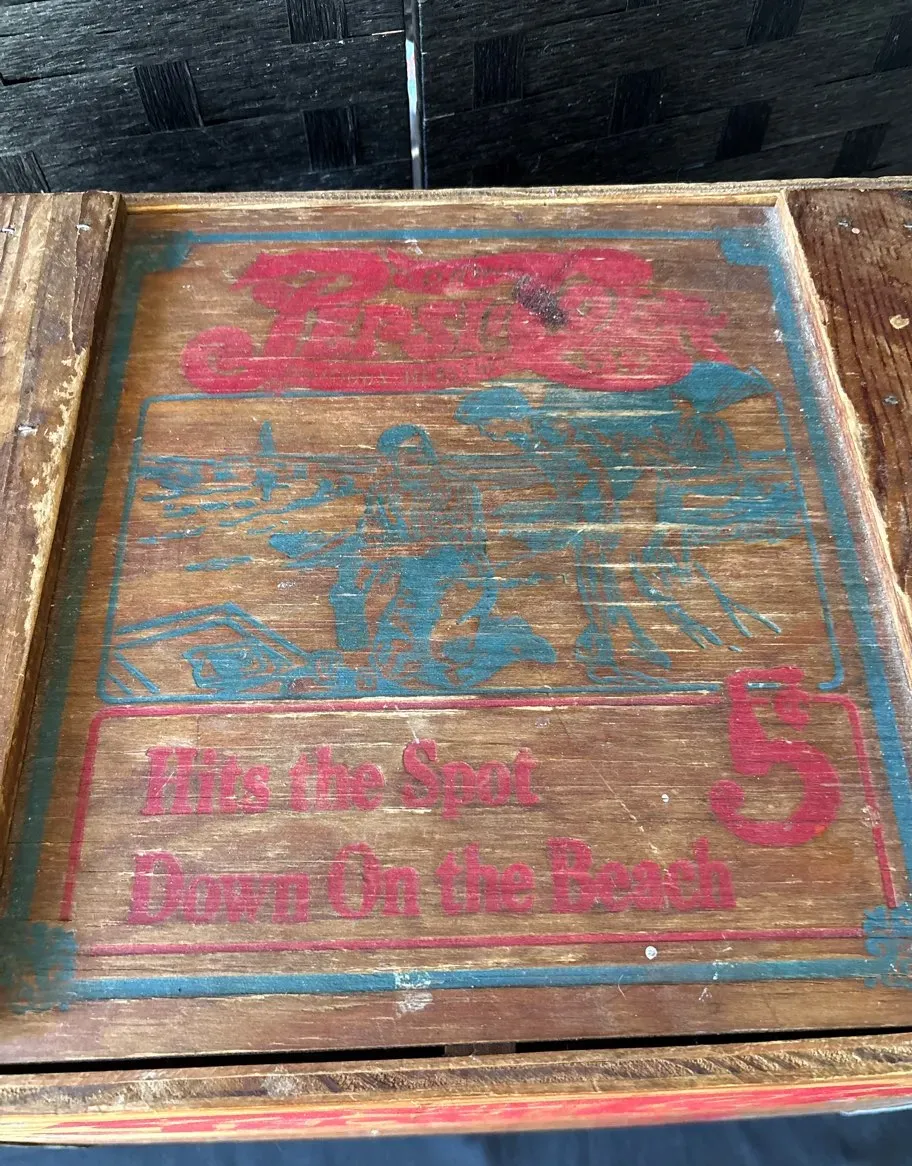 PEPSI Cola
5¢
Hits the Spot
Down On the Beach